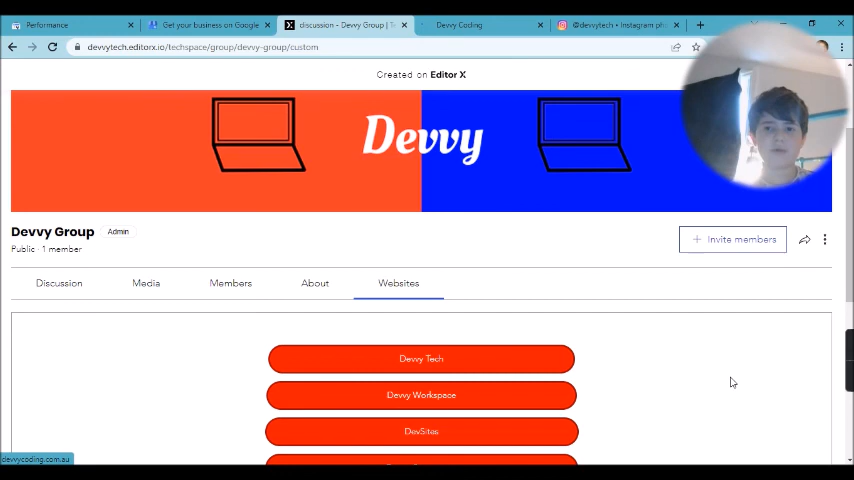 Performance
Get your business on Google
discussion - Devvy Group | Te
Devvy Coding
@devvytech • Instagram ph
devvytech.editorx.io/techspace/group/devvy-group/custom
Created on Editor X
Devvy
Devvy Group Admin
Public · 1 member
Invite members
Discussion Media Members About Websites
Devvy Tech
Devvy Workspace
DevSites
devvycoding.com.au